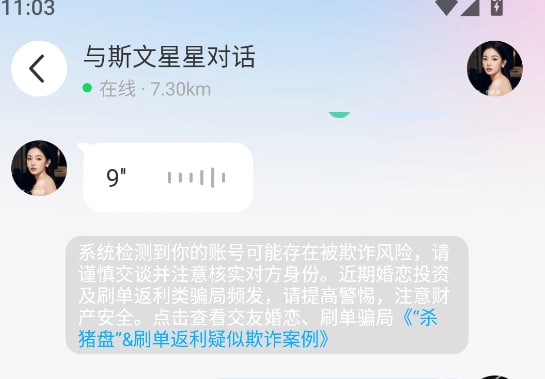 11:03
与斯文星星对话
在线 · 7.30km
9"
系统检测到你的账号可能存在被欺诈风险，请
谨慎交谈并注意核实对方身份。近期婚恋投资
及刷单返利类骗局频发，请提高警惕，注意财
产安全。点击查看交友婚恋、刷单骗局《“杀
猪盘”&刷单返利疑似欺诈案例》